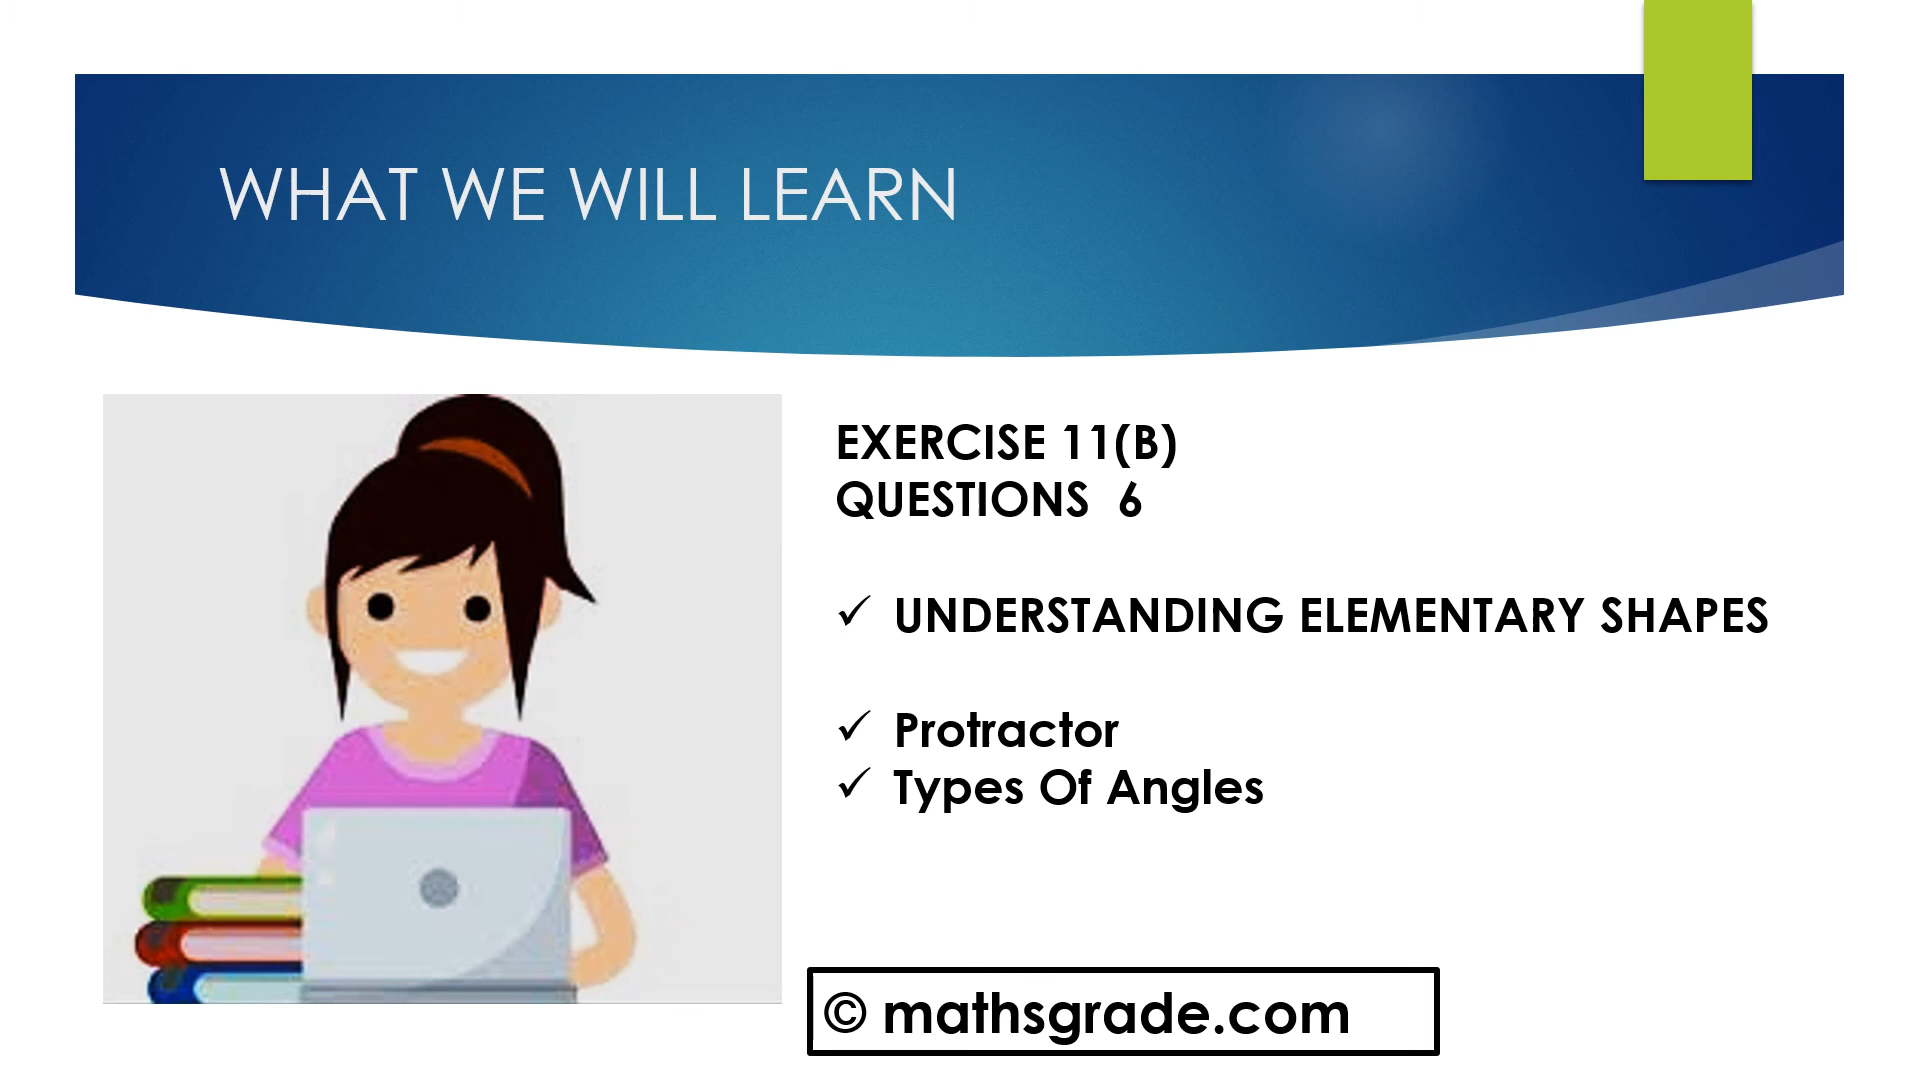 WHAT WE WILL LEARN
EXERCISE 11(B)
QUESTIONS 6
✓ UNDERSTANDING ELEMENTARY SHAPES
✓ Protractor
✓ Types Of Angles
© mathsgrade.com